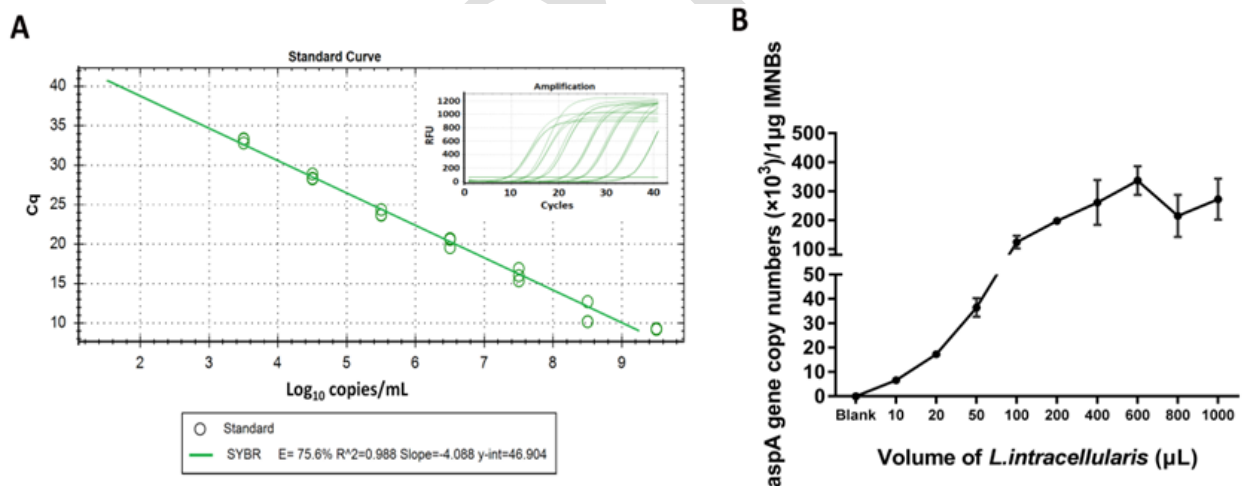 A
Standard Curve
40
35
30
25
20
15
10
Cq
2 3 4 5 6 7 8 9
Log10 copies/mL
Amplification
1200
1000
800
600
400
200
0
RFU
0 10 20 30 40
Cycles
Standard
SYBR E= 75.6% R^2=0.988 Slope=-4.088 y-int=46.904
B
aspA gene copy numbers (×10³)/1μg IMNBs
500
400
300
200
100
50
40
30
20
10
0
Blank 10 20 50 100 200 400 600 800 1000
Volume of L.intracellularis (μL)